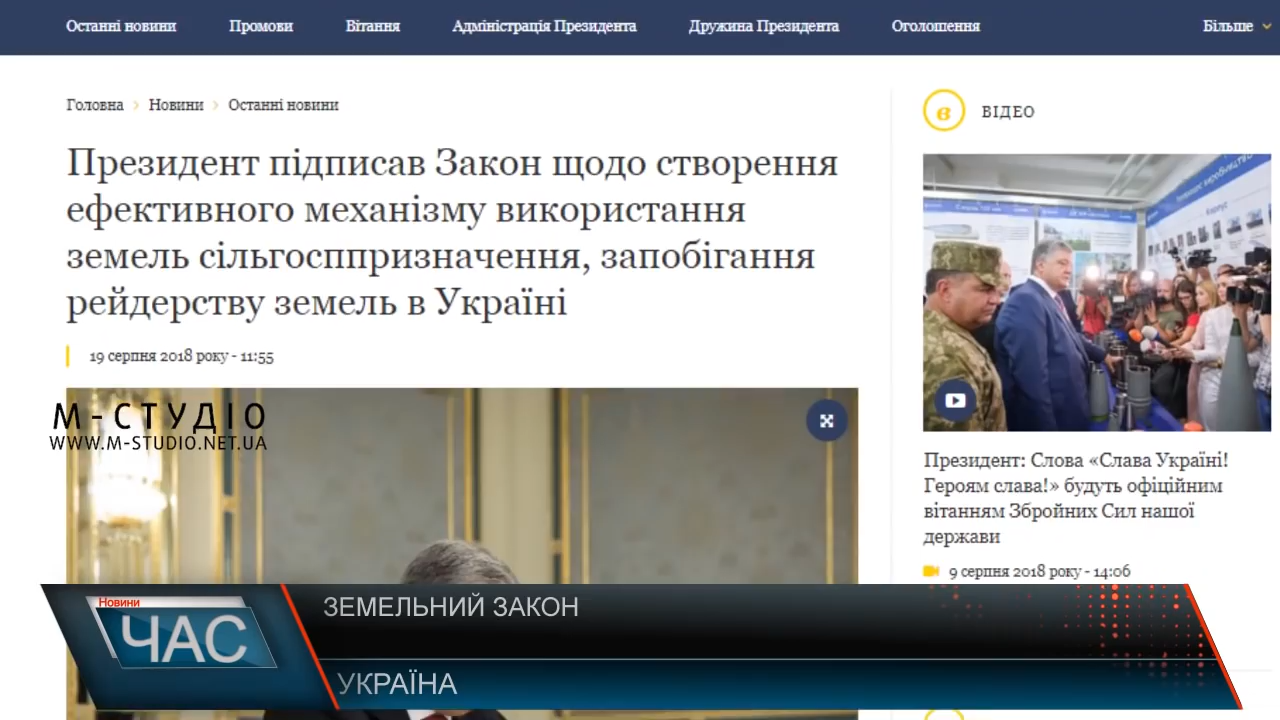 Останні новини Промови Вітання Адміністрація Президента Дружина Президента Оголошення Більше
Головна Новини Останні новини
Президент підписав Закон щодо створення
ефективного механізму використання
земель сільгосппризначення, запобігання
рейдерству земель в Україні
19 серпня 2018 року - 11:55
М-СТУДІО
WWW.M-STUDIO.NET.UA
в ВІДЕО
Президент: Слова «Слава Україні!
Героям слава!» будуть офіційним
вітанням Збройних Сил нашої
держави
9 серпня 2018 року - 14:06
Новини
ЧАС
ЗЕМЕЛЬНИЙ ЗАКОН
УКРАЇНА